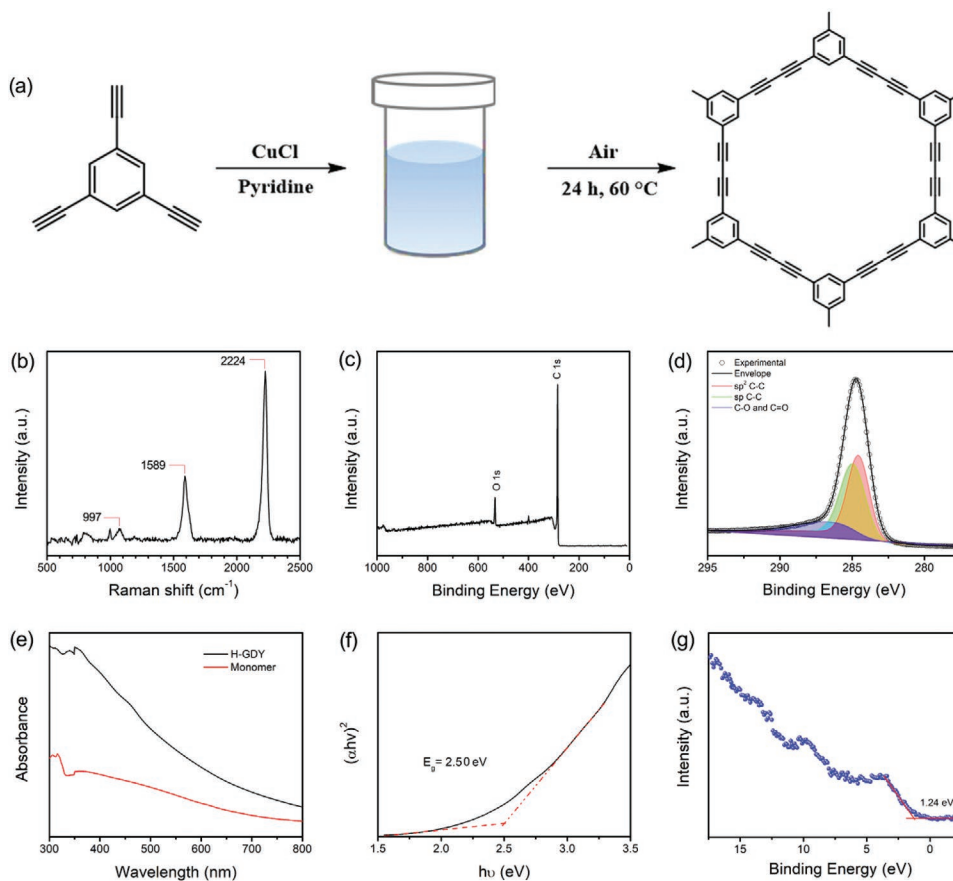 (a)
CuCl
Pyridine
Air
24 h, 60 °C
(b)
Intensity (a.u.)
997
1589
2224
500 1000 1500 2000 2500
Raman shift (cm⁻¹)
(c)
Intensity (a.u.)
O 1s
C 1s
1000 800 600 400 200 0
Binding Energy (eV)
(d)
Intensity (a.u.)
Experimental
Envelope
sp² C-C
sp C-C
C-O and C=O
295 290 285 280
Binding Energy (eV)
(e)
Absorbance
H-GDY
Monomer
300 400 500 600 700 800
Wavelength (nm)
(f)
(αhυ)²
E_g= 2.50 eV
1.5 2.0 2.5 3.0 3.5
hυ (eV)
(g)
Intensity (a.u.)
1.24 eV
15 10 5 0
Binding Energy (eV)